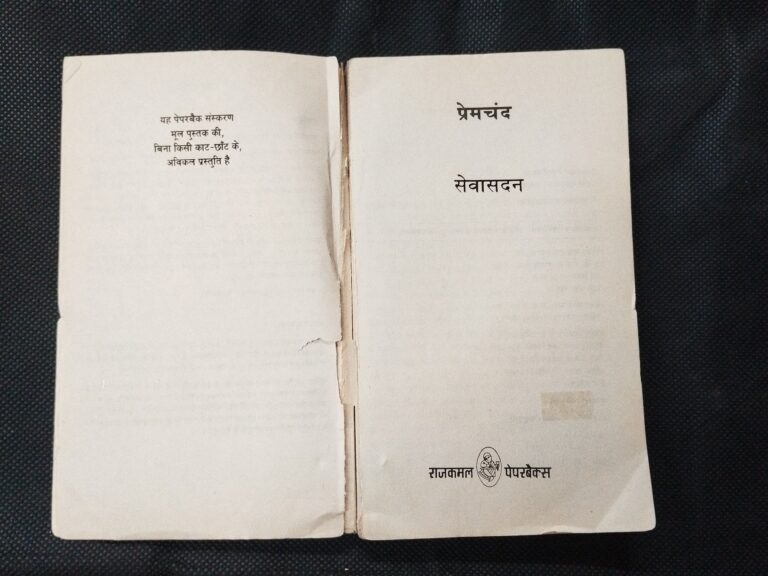 यह पेपरबैक संस्करण
मूल पुस्तक की,
बिना किसी काट-छाँट के,
अविकल प्रस्तुति है
प्रेमचंद
सेवासदन
राजकमल पेपरबैक्स